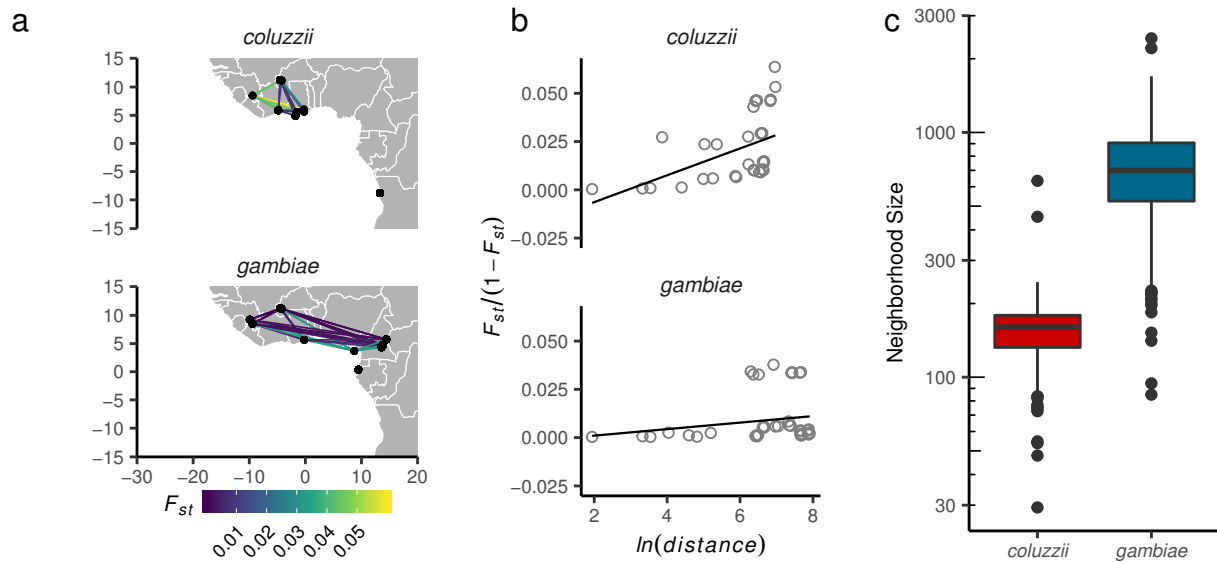 a
coluzzii
15
10
5
0
−5
−10
−15
gambiae
15
10
5
0
−5
−10
−15
−30 −20 −10 0 10 20
F_st
0.01 0.02 0.03 0.04 0.05
b
coluzzii
0.050
0.025
0.000
−0.025
gambiae
0.050
0.025
0.000
−0.025
F_st/(1 − F_st)
2 4 6 8
ln(distance)
c
3000
1000
300
100
30
Neighborhood Size
coluzzii gambiae